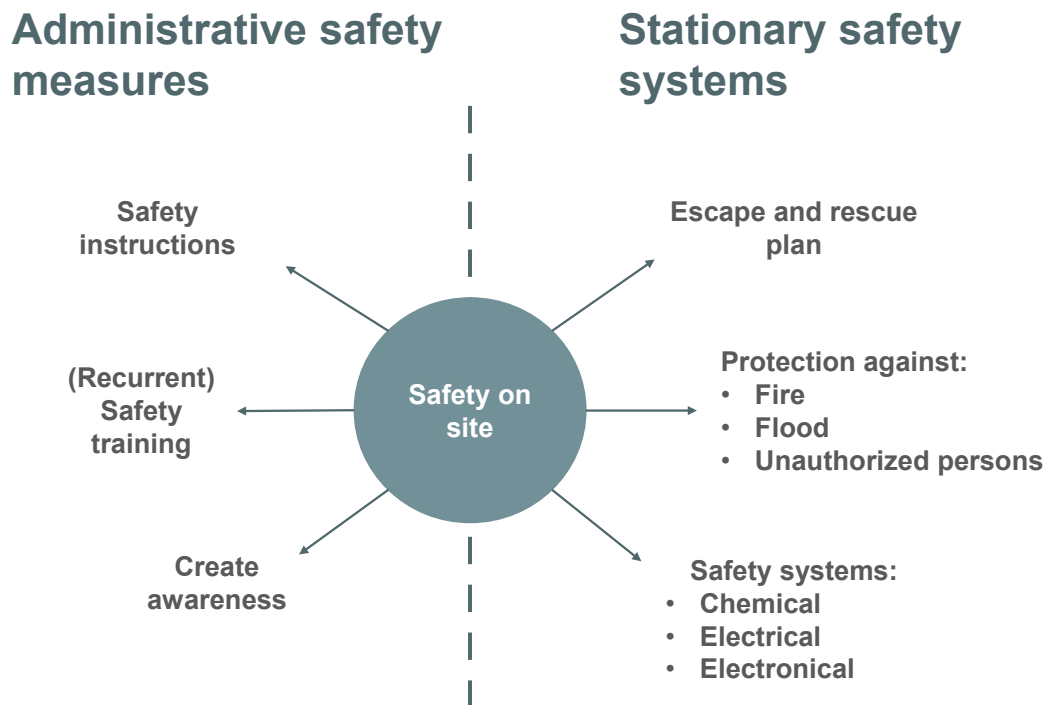 Administrative safety
measures
Stationary safety
systems
Safety
instructions
(Recurrent)
Safety
training
Create
awareness
Safety on
site
Escape and rescue
plan
Protection against:
• Fire
• Flood
• Unauthorized persons
Safety systems:
• Chemical
• Electrical
• Electronical